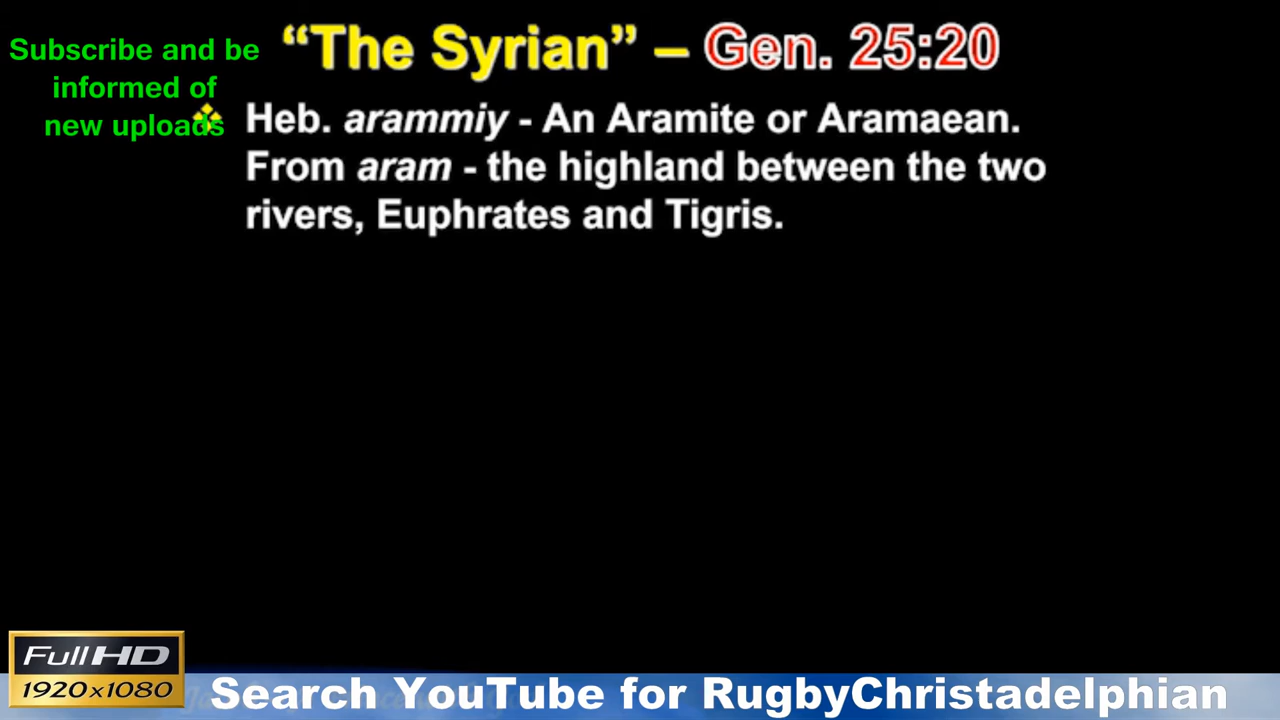 Subscribe and be
informed of
new uploads
“The Syrian” – Gen. 25:20
Heb. arammiy - An Aramite or Aramaean.
From aram - the highland between the two
rivers, Euphrates and Tigris.
Full HD
1920x1080
Search YouTube for RugbyChristadelphian